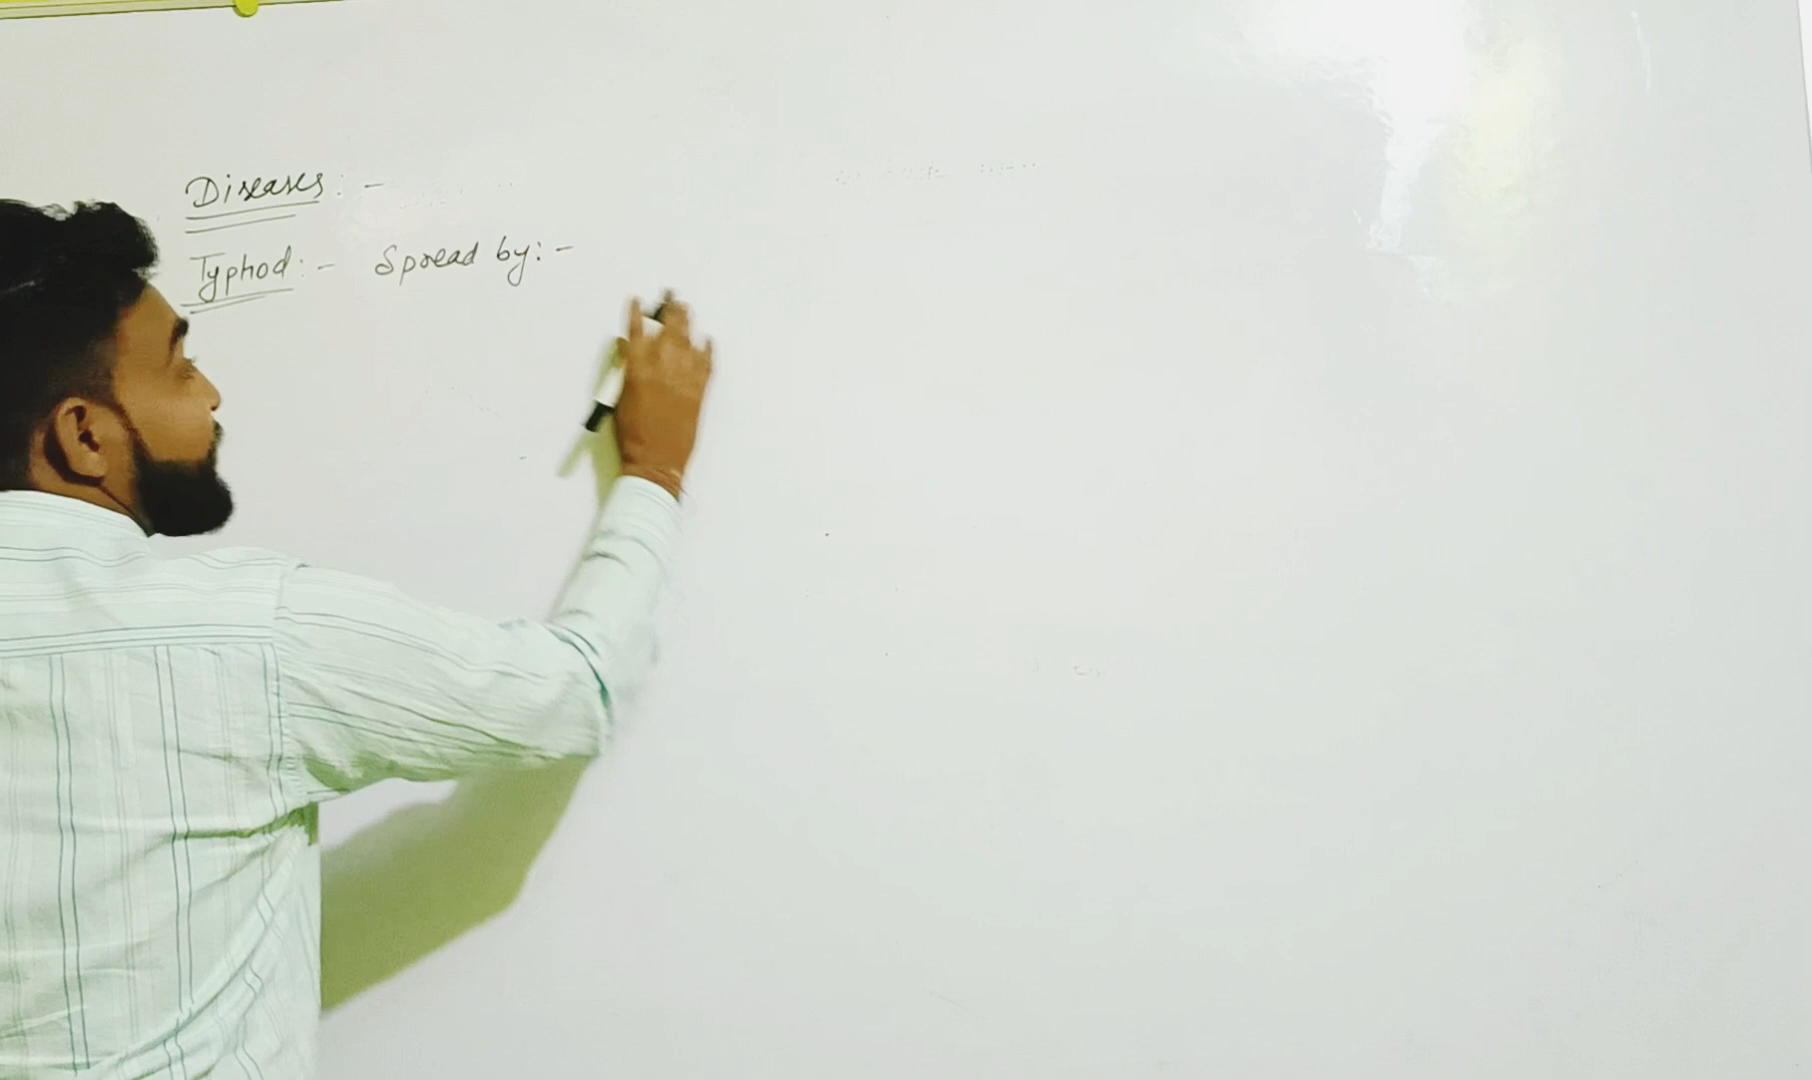 Diseases : -
Typhod : - Spread by : -